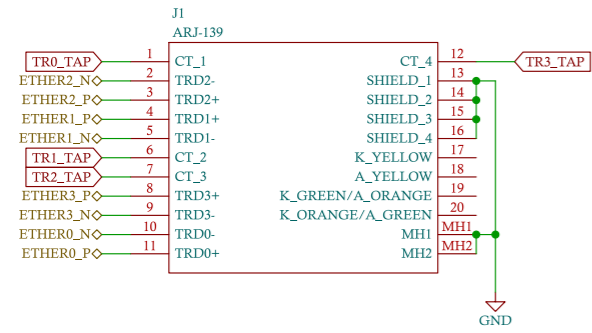 J1
ARJ-139
TR0_TAP 1 CT_1 CT_4 12 TR3_TAP
ETHER2_N 2 TRD2- SHIELD_1 13
ETHER2_P 3 TRD2+ SHIELD_2 14
ETHER1_P 4 TRD1+ SHIELD_3 15
ETHER1_N 5 TRD1- SHIELD_4 16
TR1_TAP 6 CT_2 K_YELLOW 17
TR2_TAP 7 CT_3 A_YELLOW 18
ETHER3_P 8 TRD3+ K_GREEN/A_ORANGE 19
ETHER3_N 9 TRD3- K_ORANGE/A_GREEN 20
ETHER0_N 10 TRD0- MH1 MH1
ETHER0_P 11 TRD0+ MH2 MH2
GND